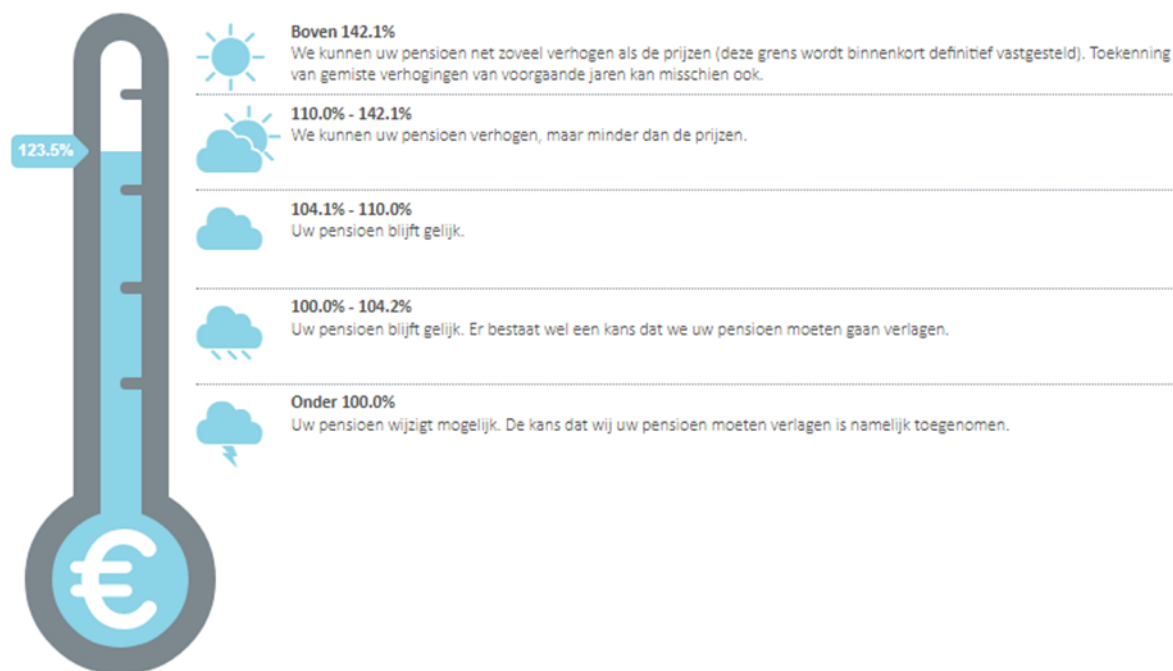 Boven 142.1%
We kunnen uw pensioen net zoveel verhogen als de prijzen (deze grens wordt binnenkort definitief vastgesteld). Toekenning
van gemiste verhogingen van voorgaande jaren kan misschien ook.
110.0% - 142.1%
We kunnen uw pensioen verhogen, maar minder dan de prijzen.
123.5%
104.1% - 110.0%
Uw pensioen blijft gelijk.
100.0% - 104.2%
Uw pensioen blijft gelijk. Er bestaat wel een kans dat we uw pensioen moeten gaan verlagen.
Onder 100.0%
Uw pensioen wijzigt mogelijk. De kans dat wij uw pensioen moeten verlagen is namelijk toegenomen.
€